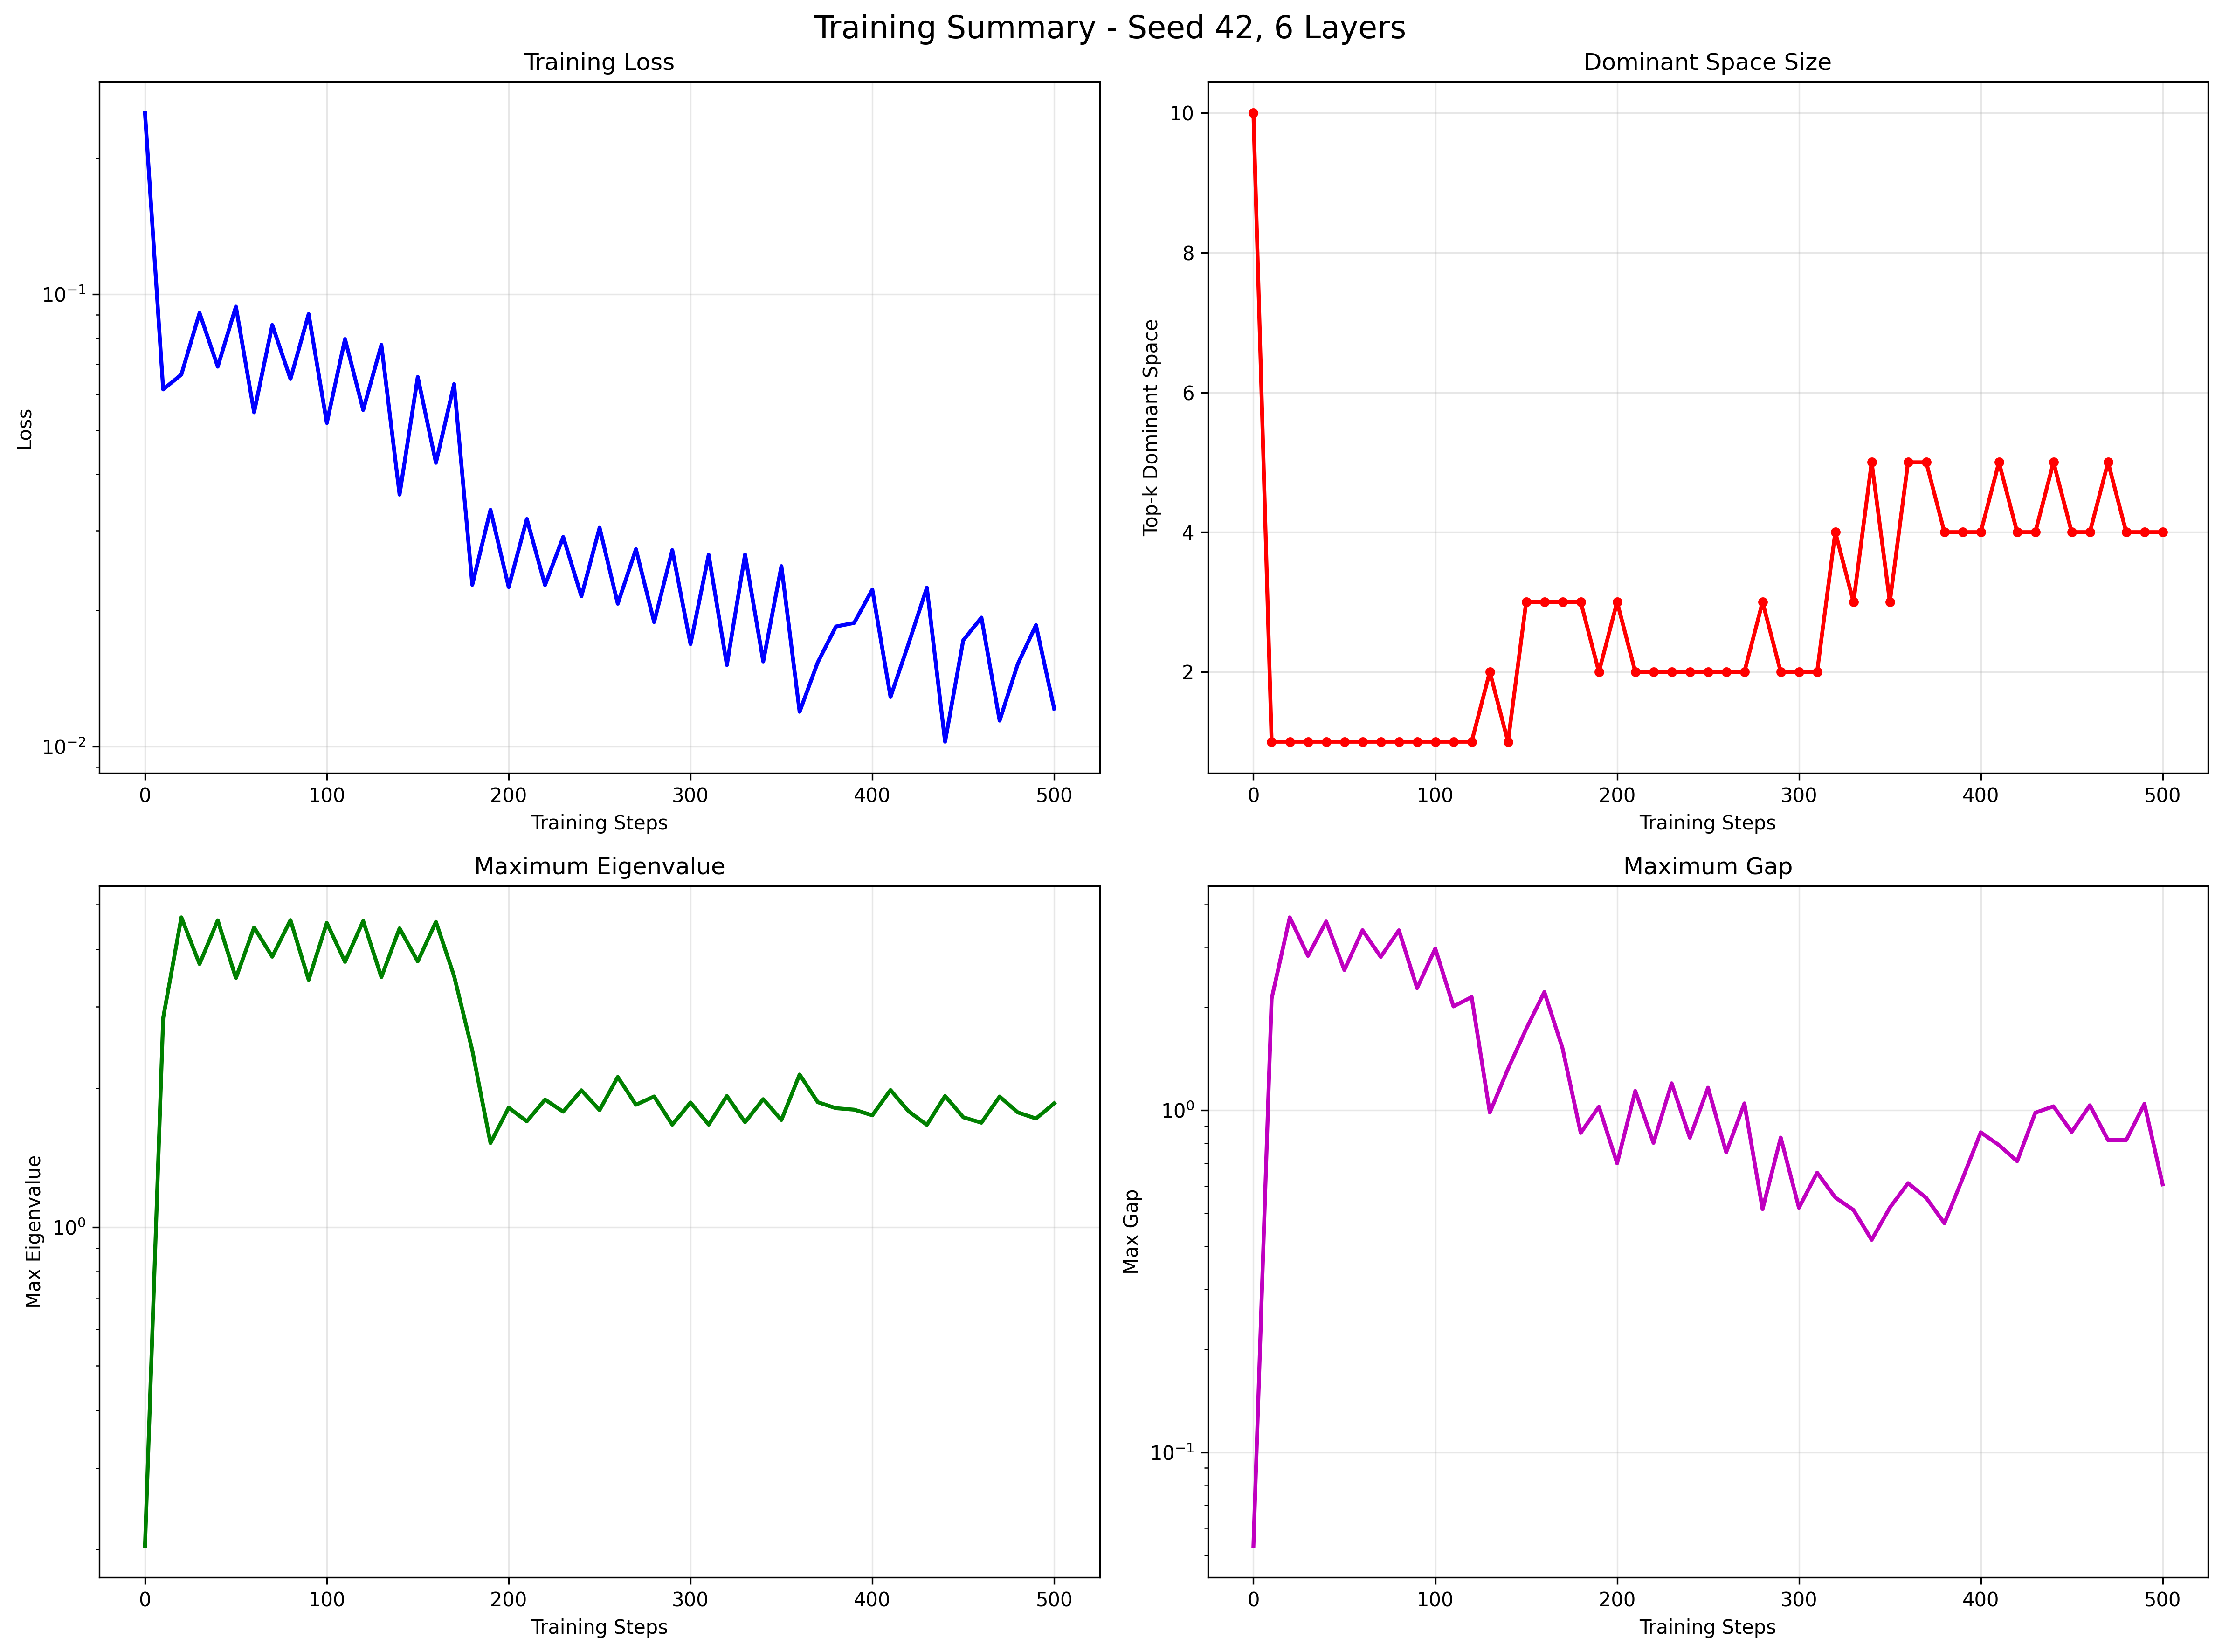 Training Summary - Seed 42, 6 Layers
Training Loss
Loss
10⁻¹
10⁻²
0 100 200 300 400 500
Training Steps
Dominant Space Size
Top-k Dominant Space
10
8
6
4
2
0 100 200 300 400 500
Training Steps
Maximum Eigenvalue
Max Eigenvalue
10⁰
0 100 200 300 400 500
Training Steps
Maximum Gap
Max Gap
10⁰
10⁻¹
0 100 200 300 400 500
Training Steps